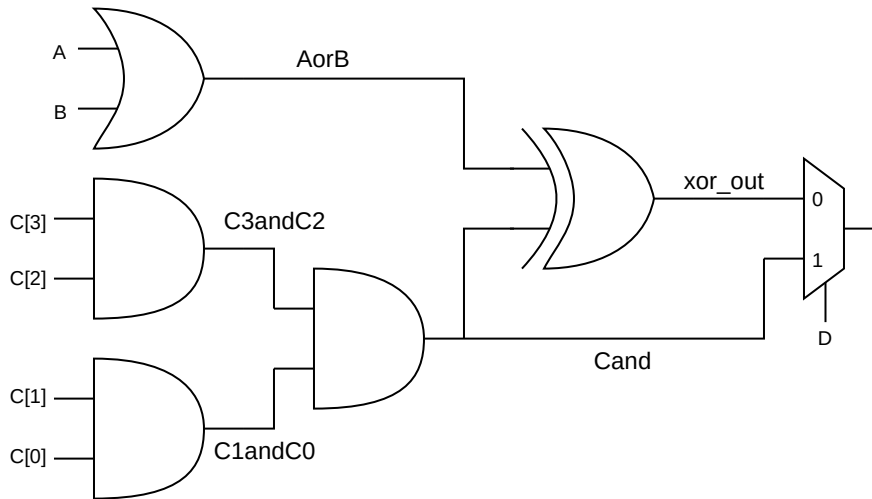 A
AorB
B
xor_out
0
C[3]
C3andC2
C[2]
1
D
Cand
C[1]
C1andC0
C[0]